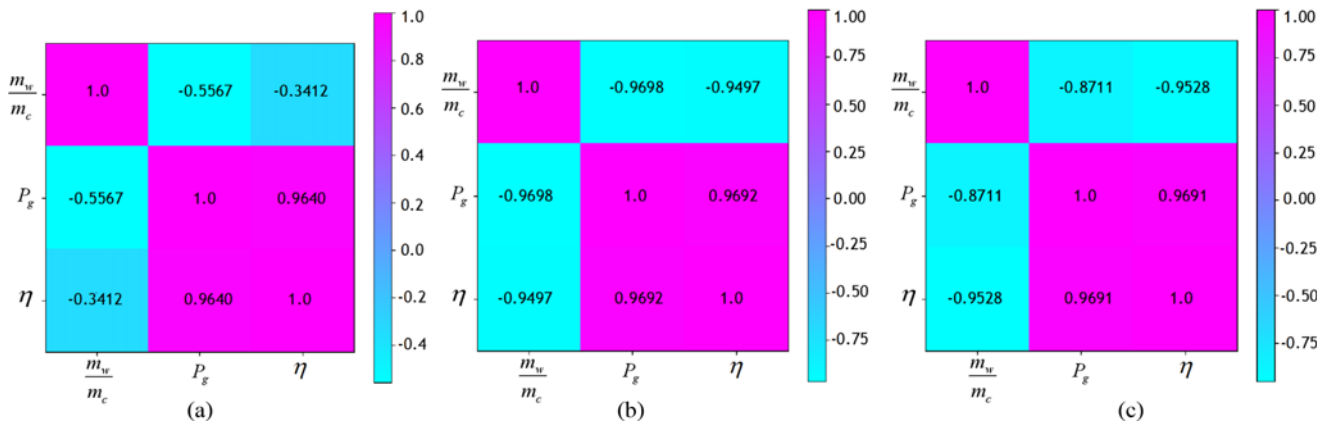 1.0
0.8
0.6
0.4
0.2
0.0
-0.2
-0.4
m_w/m_c
P_g
η
1.0 -0.5567 -0.3412
-0.5567 1.0 0.9640
-0.3412 0.9640 1.0
m_w/m_c P_g η
(a)
1.00
0.75
0.50
0.25
0.00
-0.25
-0.50
-0.75
m_w/m_c
P_g
η
1.0 -0.9698 -0.9497
-0.9698 1.0 0.9692
-0.9497 0.9692 1.0
m_w/m_c P_g η
(b)
1.00
0.75
0.50
0.25
0.00
-0.25
-0.50
-0.75
m_w/m_c
P_g
η
1.0 -0.8711 -0.9528
-0.8711 1.0 0.9691
-0.9528 0.9691 1.0
m_w/m_c P_g η
(c)